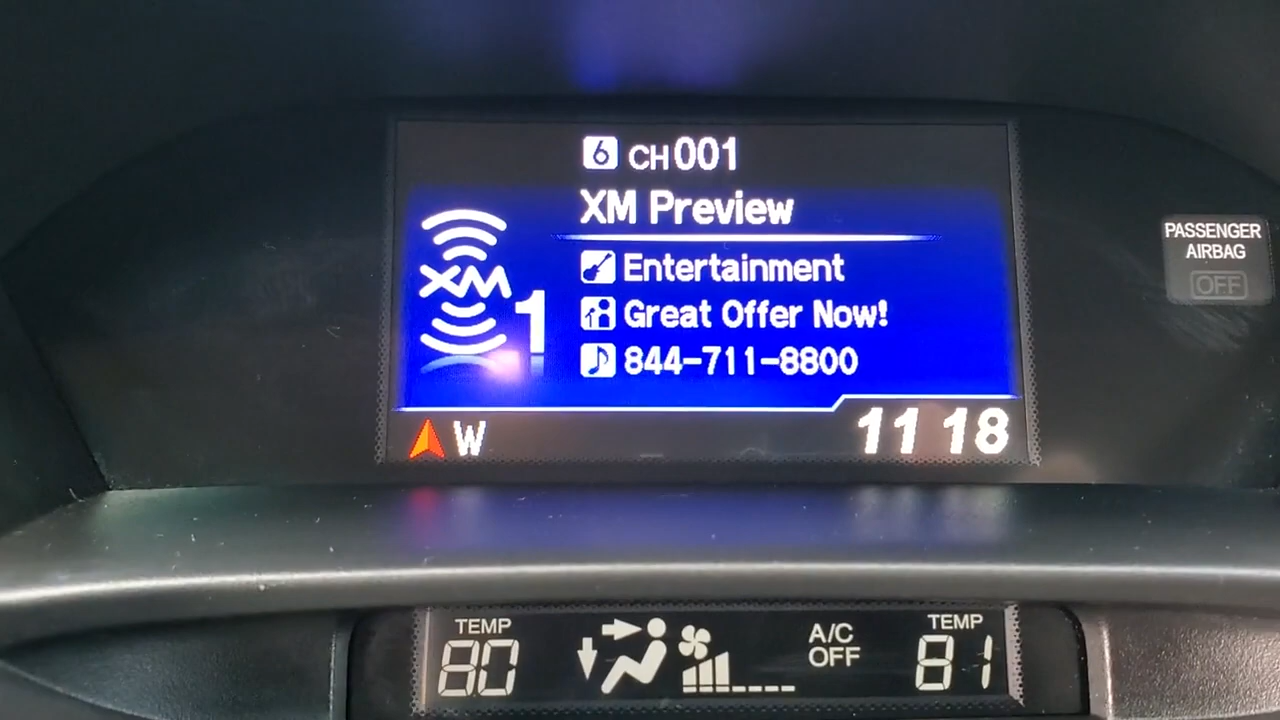 6 CH 001
XM Preview
XM 1
Entertainment
Great Offer Now!
844-711-8800
W
11 18
PASSENGER
AIRBAG
OFF
TEMP
80
A/C
OFF
TEMP
81